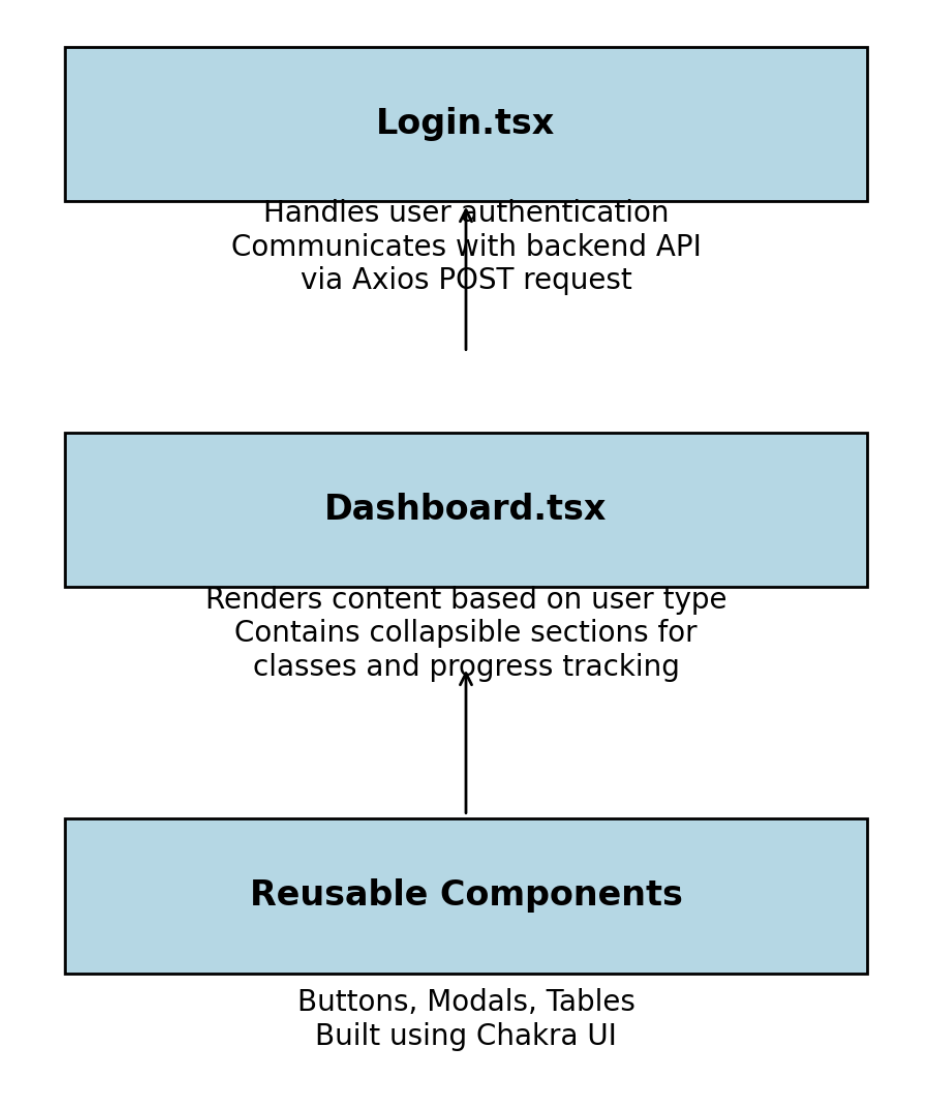 Login.tsx
Handles user authentication
Communicates with backend API
via Axios POST request
Dashboard.tsx
Renders content based on user type
Contains collapsible sections for
classes and progress tracking
Reusable Components
Buttons, Modals, Tables
Built using Chakra UI